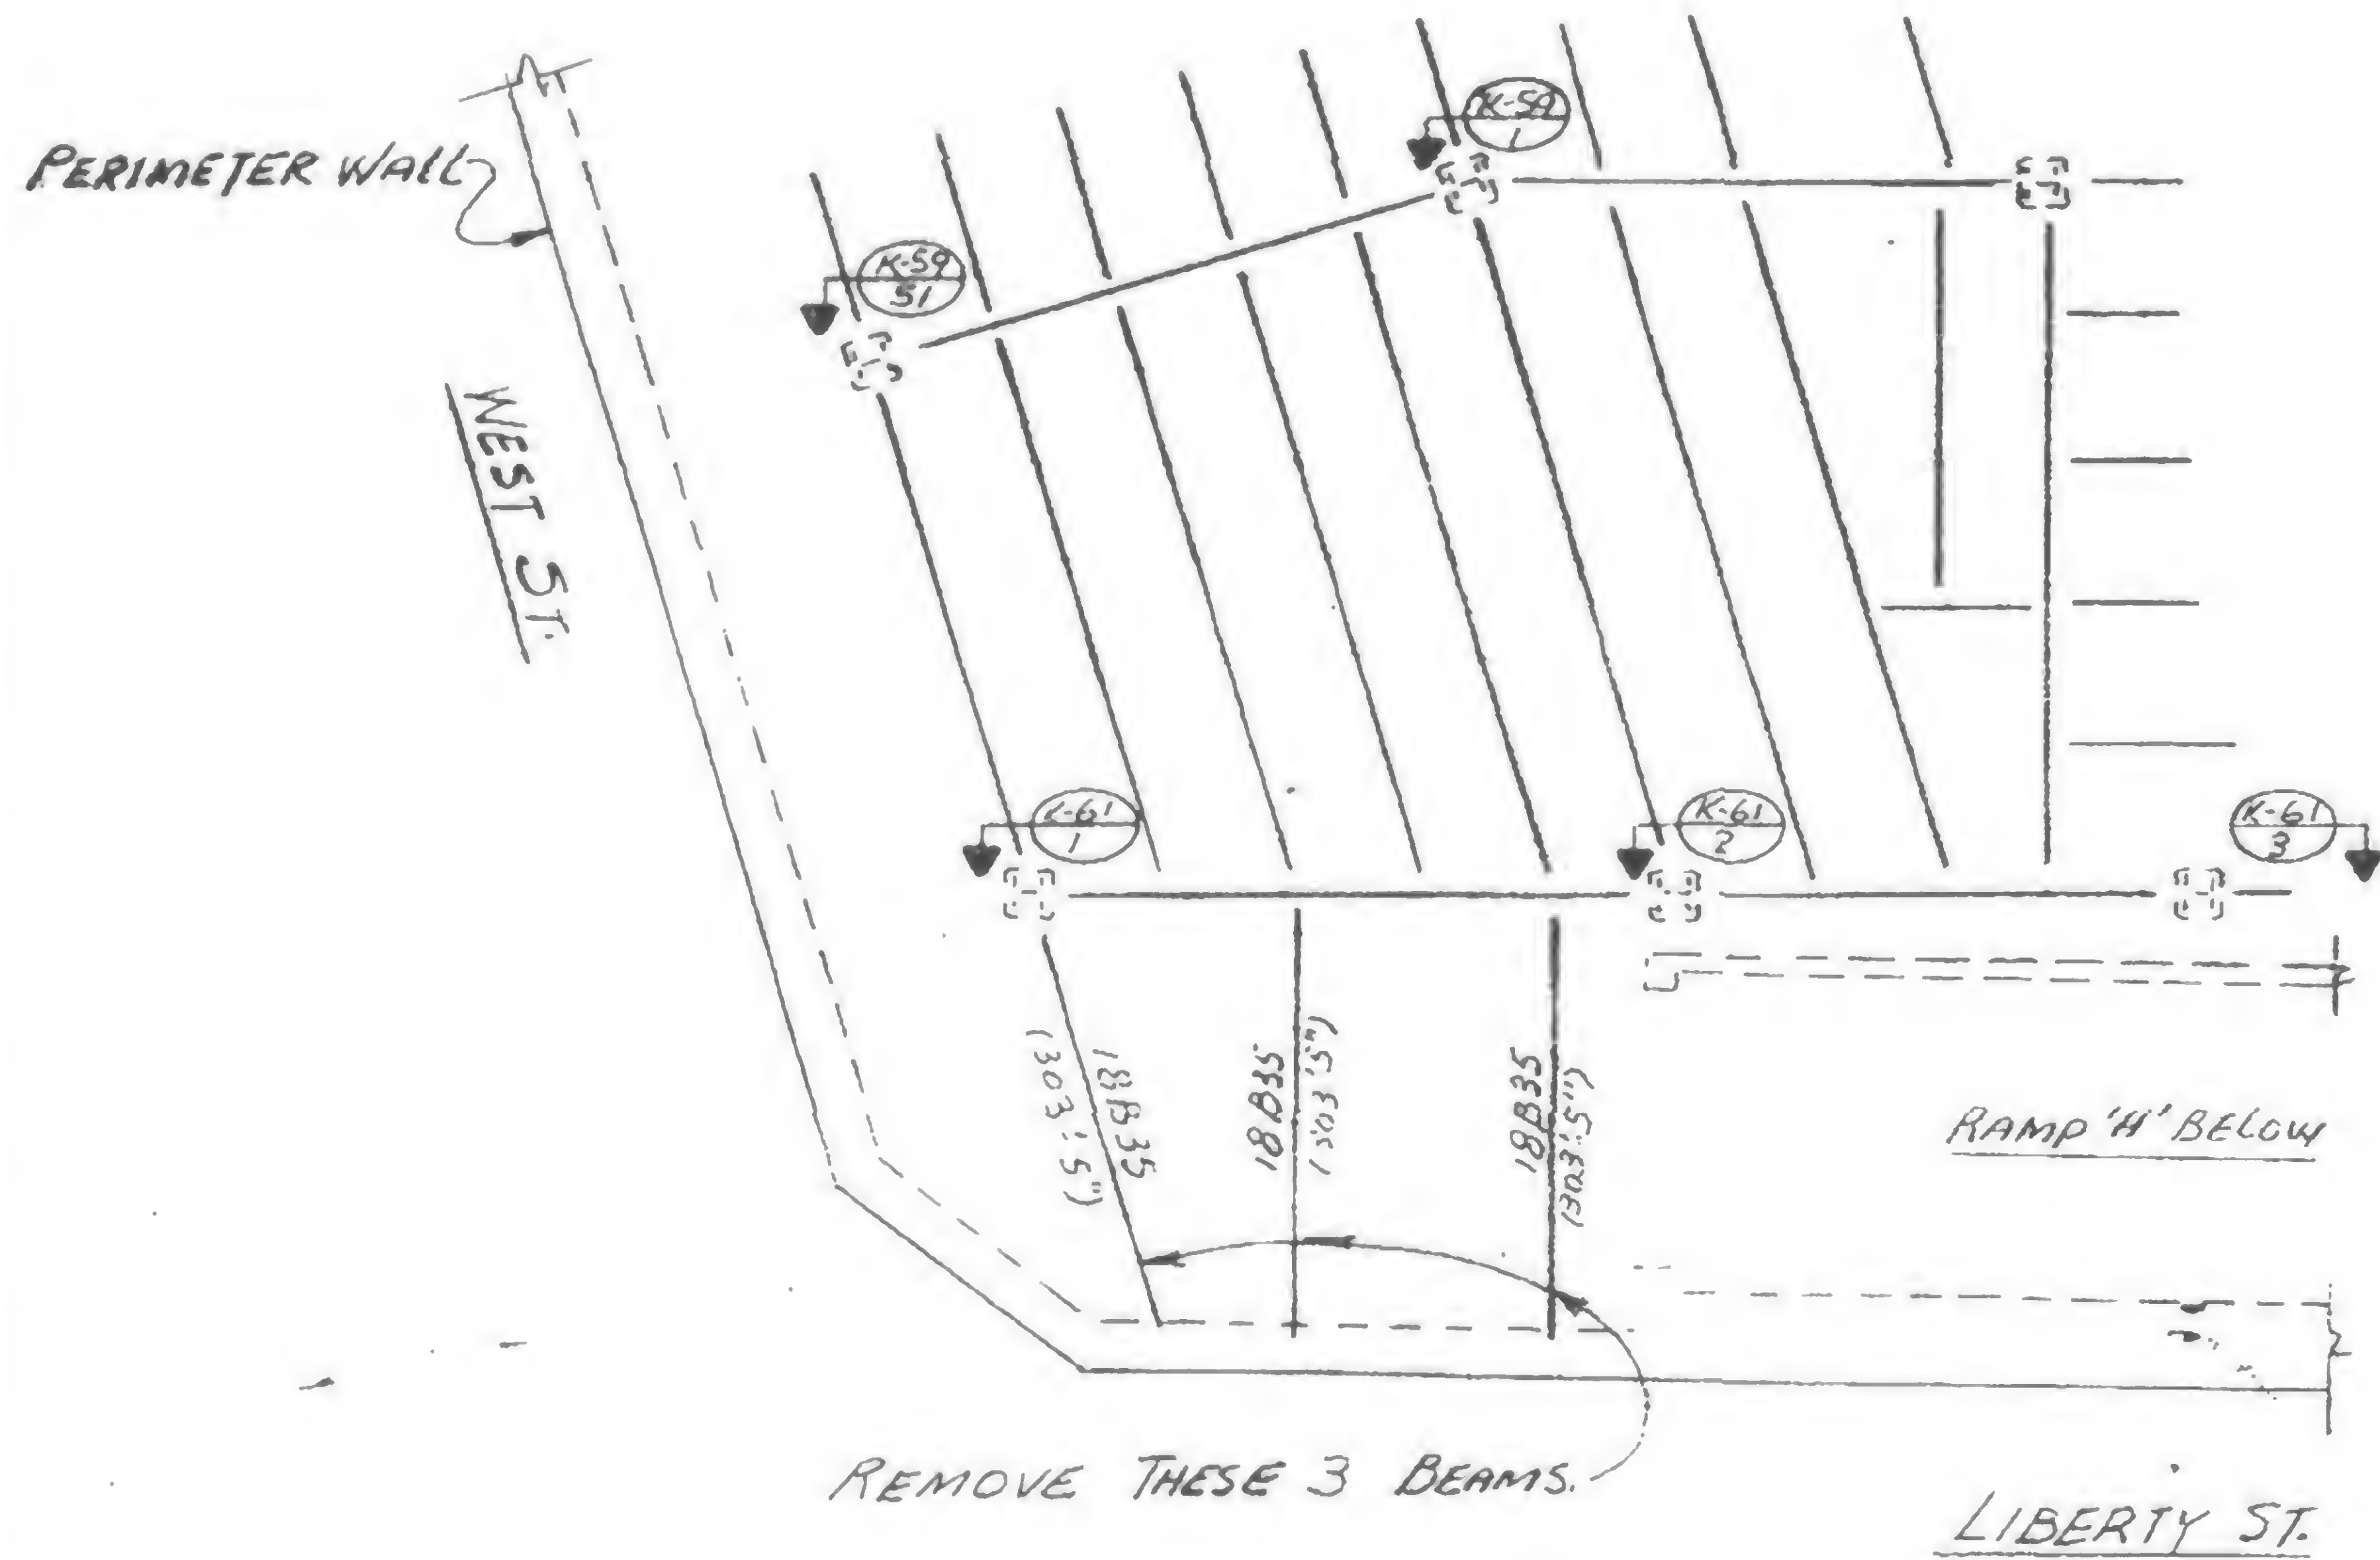 K-59
1
PERIMETER WALL
K-59
51
WEST ST.
K-61
1
K-61
2
K-61
3
18B35
(303'.5")
18B35
(303'.5")
18B35
(303'.5")
RAMP 'H' BELOW
REMOVE THESE 3 BEAMS.
LIBERTY ST.